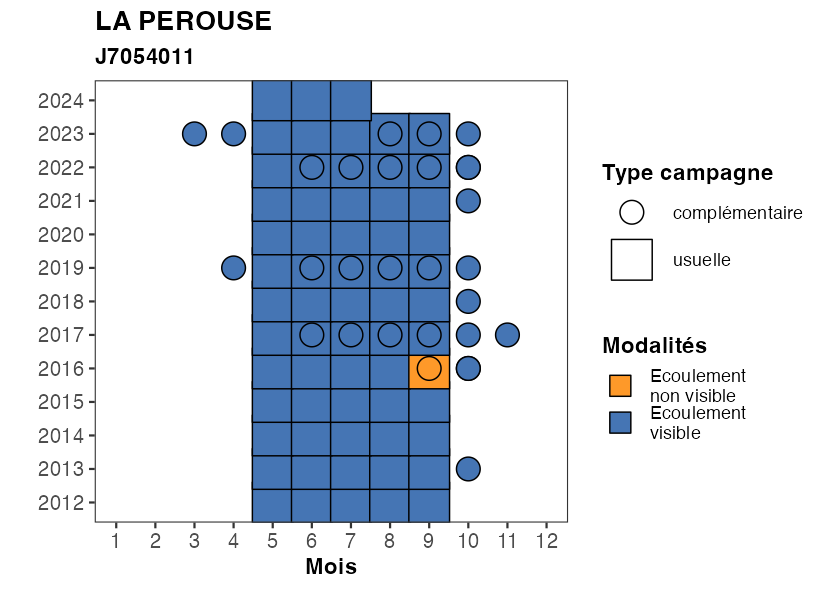 LA PEROUSE
J7054011
2024
2023
2022
2021
2020
2019
2018
2017
2016
2015
2014
2013
2012
1 2 3 4 5 6 7 8 9 10 11 12
Mois
Type campagne
complémentaire
usuelle
Modalités
Ecoulement
non visible
Ecoulement
visible